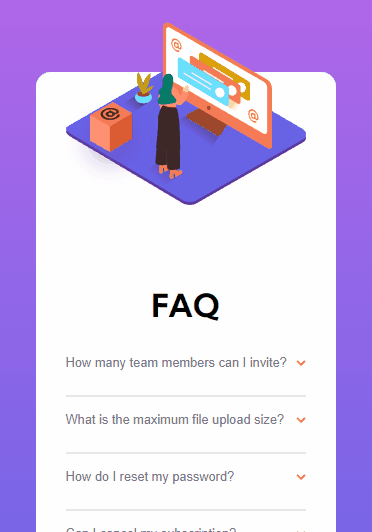 FAQ
How many team members can I invite?
What is the maximum file upload size?
How do I reset my password?
Can I cancel my subscription?